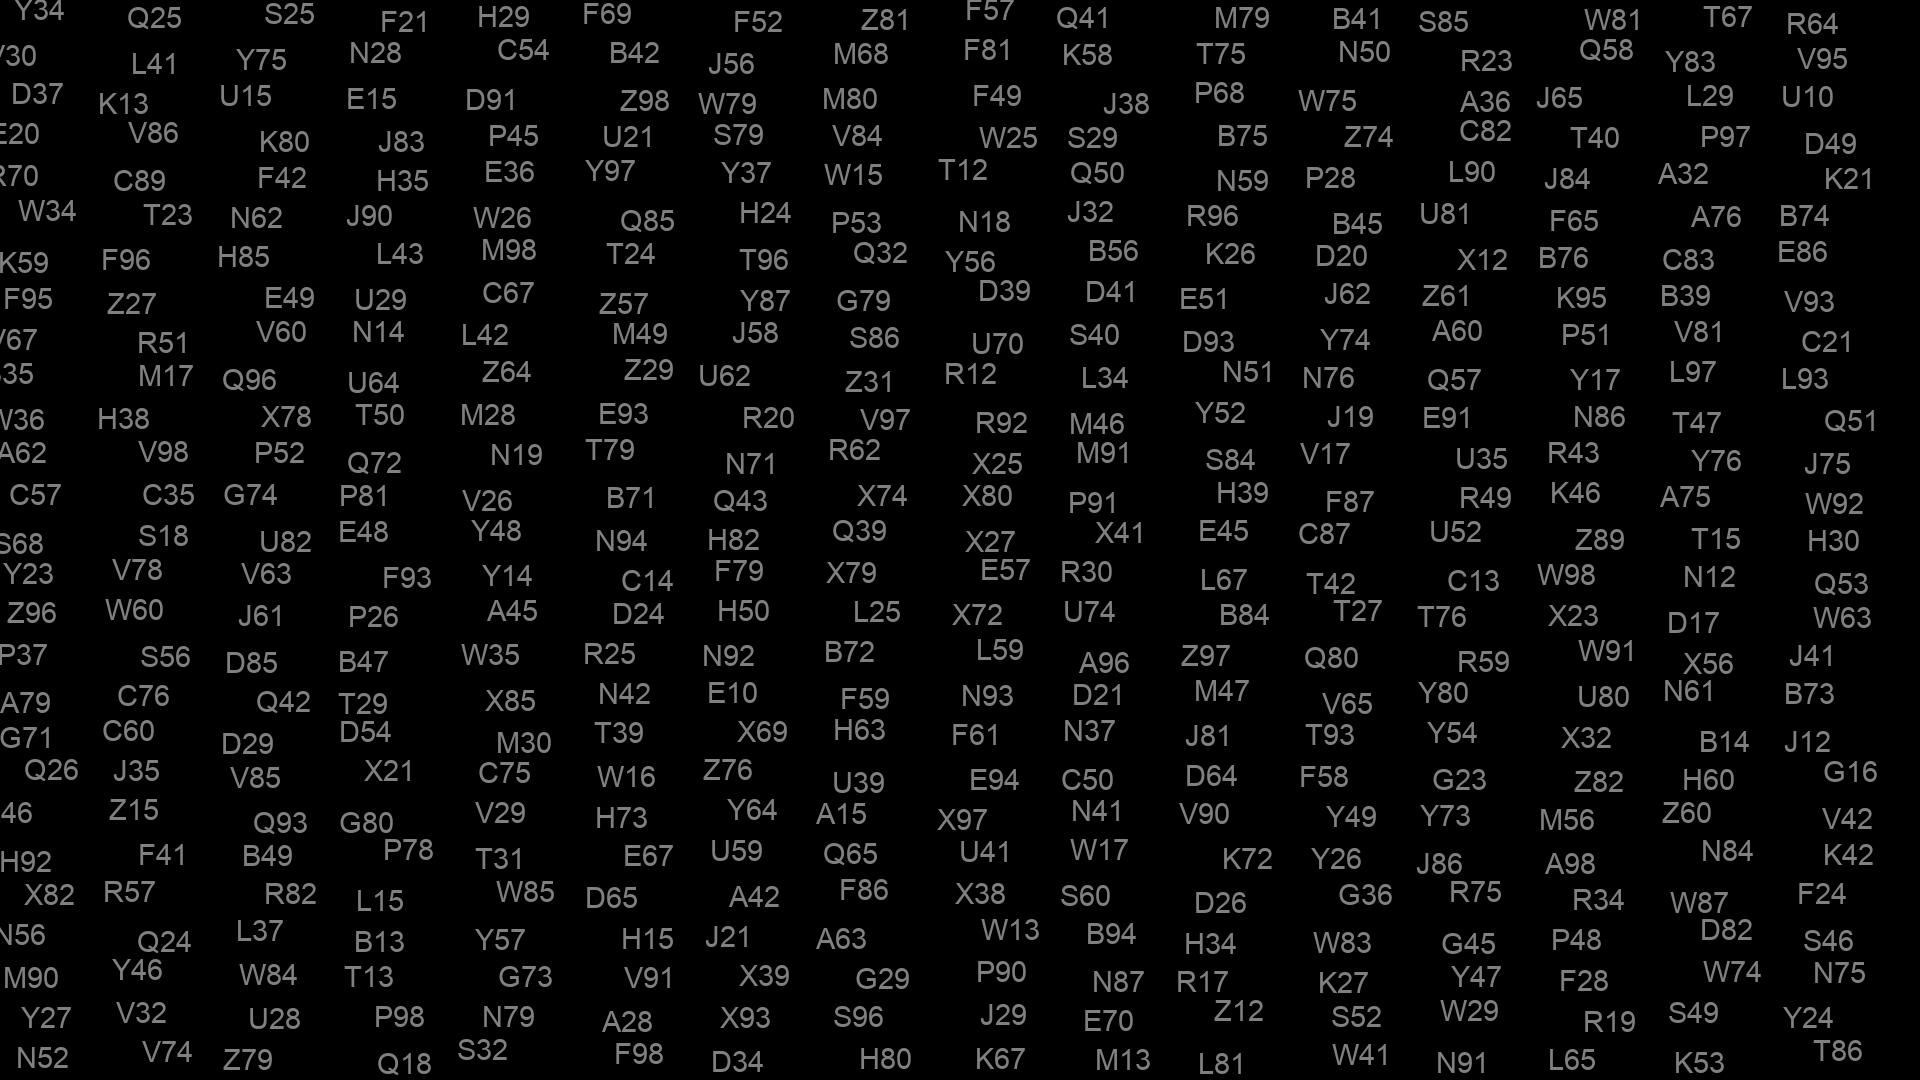 Y34 Q25 S25 F21 H29 F69 F52 Z81 F57 Q41 M79 B41 S85 W81 T67 R64
V30 L41 Y75 N28 C54 B42 J56 M68 F81 K58 T75 N50 R23 Q58 Y83 V95
D37 K13 U15 E15 D91 Z98 W79 M80 F49 J38 P68 W75 A36 J65 L29 U10
E20 V86 K80 J83 P45 U21 S79 V84 W25 S29 B75 Z74 C82 T40 P97 D49
R70 C89 F42 H35 E36 Y97 Y37 W15 T12 Q50 N59 P28 L90 J84 A32 K21
W34 T23 N62 J90 W26 Q85 H24 P53 N18 J32 R96 B45 U81 F65 A76 B74
K59 F96 H85 L43 M98 T24 T96 Q32 Y56 B56 K26 D20 X12 B76 C83 E86
F95 Z27 E49 U29 C67 Z57 Y87 G79 D39 D41 E51 J62 Z61 K95 B39 V93
V67 R51 V60 N14 L42 M49 J58 S86 U70 S40 D93 Y74 A60 P51 V81 C21
35 M17 Q96 U64 Z64 Z29 U62 Z31 R12 L34 N51 N76 Q57 Y17 L97 L93
W36 H38 X78 T50 M28 E93 R20 V97 R92 M46 Y52 J19 E91 N86 T47 Q51
A62 V98 P52 Q72 N19 T79 N71 R62 X25 M91 S84 V17 U35 R43 Y76 J75
C57 C35 G74 P81 V26 B71 Q43 X74 X80 P91 H39 F87 R49 K46 A75 W92
S68 S18 U82 E48 Y48 N94 H82 Q39 X27 X41 E45 C87 U52 Z89 T15 H30
Y23 V78 V63 F93 Y14 C14 F79 X79 E57 R30 L67 T42 C13 W98 N12 Q53
Z96 W60 J61 P26 A45 D24 H50 L25 X72 U74 B84 T27 T76 X23 D17 W63
P37 S56 D85 B47 W35 R25 N92 B72 L59 A96 Z97 Q80 R59 W91 X56 J41
A79 C76 Q42 T29 X85 N42 E10 F59 N93 D21 M47 V65 Y80 U80 N61 B73
G71 C60 D29 D54 M30 T39 X69 H63 F61 N37 J81 T93 Y54 X32 B14 J12
Q26 J35 V85 X21 C75 W16 Z76 U39 E94 C50 D64 F58 G23 Z82 H60 G16
46 Z15 Q93 G80 V29 H73 Y64 A15 X97 N41 V90 Y49 Y73 M56 Z60 V42
H92 F41 B49 P78 T31 E67 U59 Q65 U41 W17 K72 Y26 J86 A98 N84 K42
X82 R57 R82 L15 W85 D65 A42 F86 X38 S60 D26 G36 R75 R34 W87 F24
N56 Q24 L37 B13 Y57 H15 J21 A63 W13 B94 H34 W83 G45 P48 D82 S46
M90 Y46 W84 T13 G73 V91 X39 G29 P90 N87 R17 K27 Y47 F28 W74 N75
Y27 V32 U28 P98 N79 A28 X93 S96 J29 E70 Z12 S52 W29 R19 S49 Y24
N52 V74 Z79 Q18 S32 F98 D34 H80 K67 M13 L81 W41 N91 L65 K53 T86